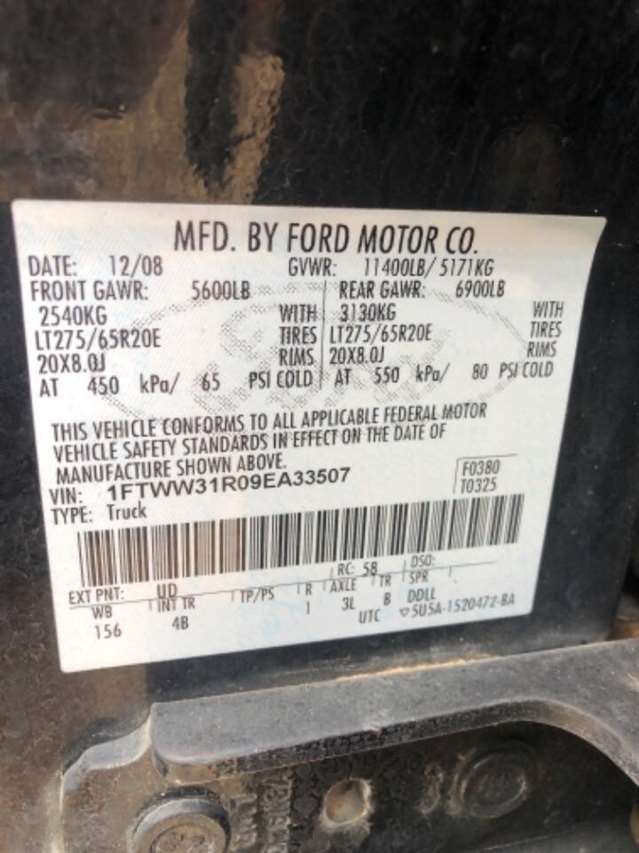 MFD. BY FORD MOTOR CO.
DATE: 12/08 GVWR: 11400LB/ 5171KG
FRONT GAWR: 5600LB REAR GAWR: 6900LB
2540KG WITH 3130KG WITH
LT275/65R20E TIRES LT275/65R20E TIRES
20X8.0J RIMS 20X8.0J RIMS
AT 450 kPa/ 65 PSI COLD AT 550 kPa/ 80 PSI COLD
THIS VEHICLE CONFORMS TO ALL APPLICABLE FEDERAL MOTOR
VEHICLE SAFETY STANDARDS IN EFFECT ON THE DATE OF
MANUFACTURE SHOWN ABOVE.
VIN: 1FTWW31R09EA33507 F0380
TYPE: Truck T0325
EXT PNT: UD RC: 58 DSO:
WB INT TR TP/PS R AXLE TR SPR
156 4B I 3L B DDLL
UTC 5U5A-1520472-BA